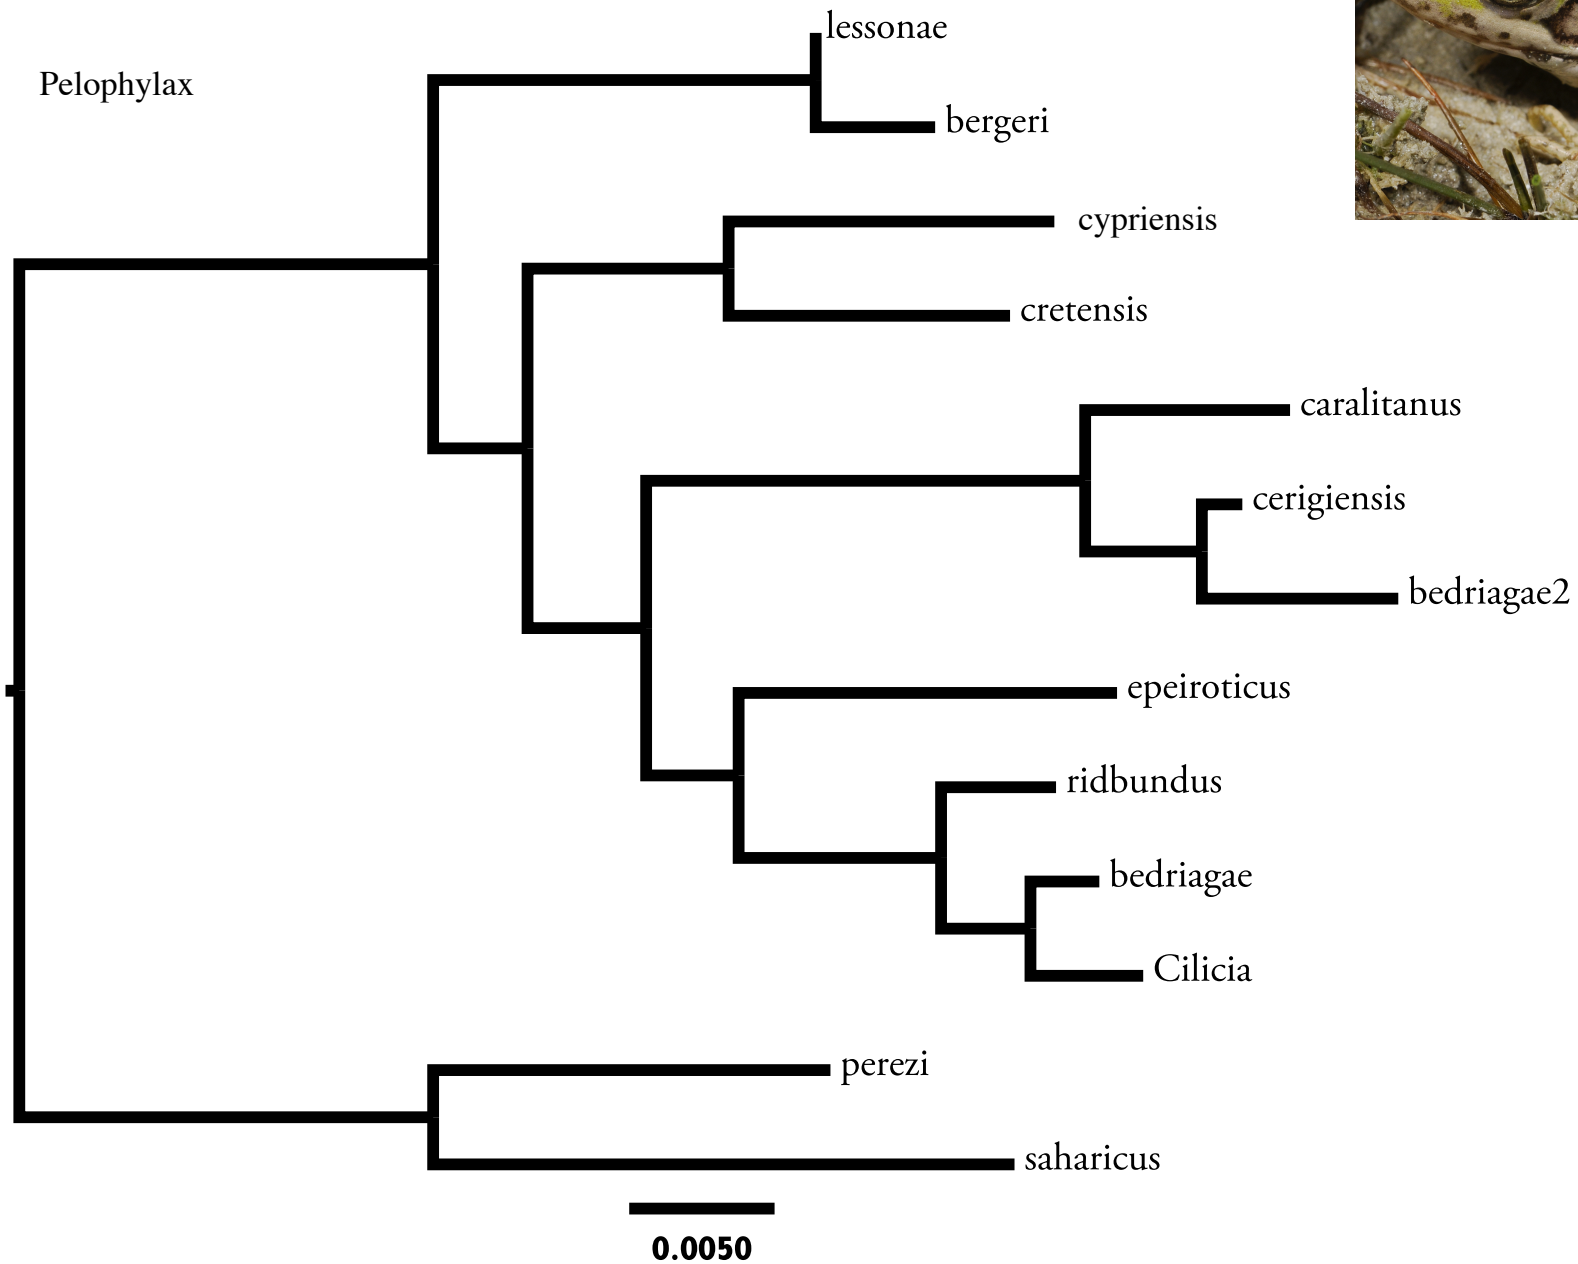 lessonae
Pelophylax
bergeri
cypriensis
cretensis
caralitanus
cerigiensis
bedriagae2
epeiroticus
ridbundus
bedriagae
Cilicia
perezi
saharicus
0.0050